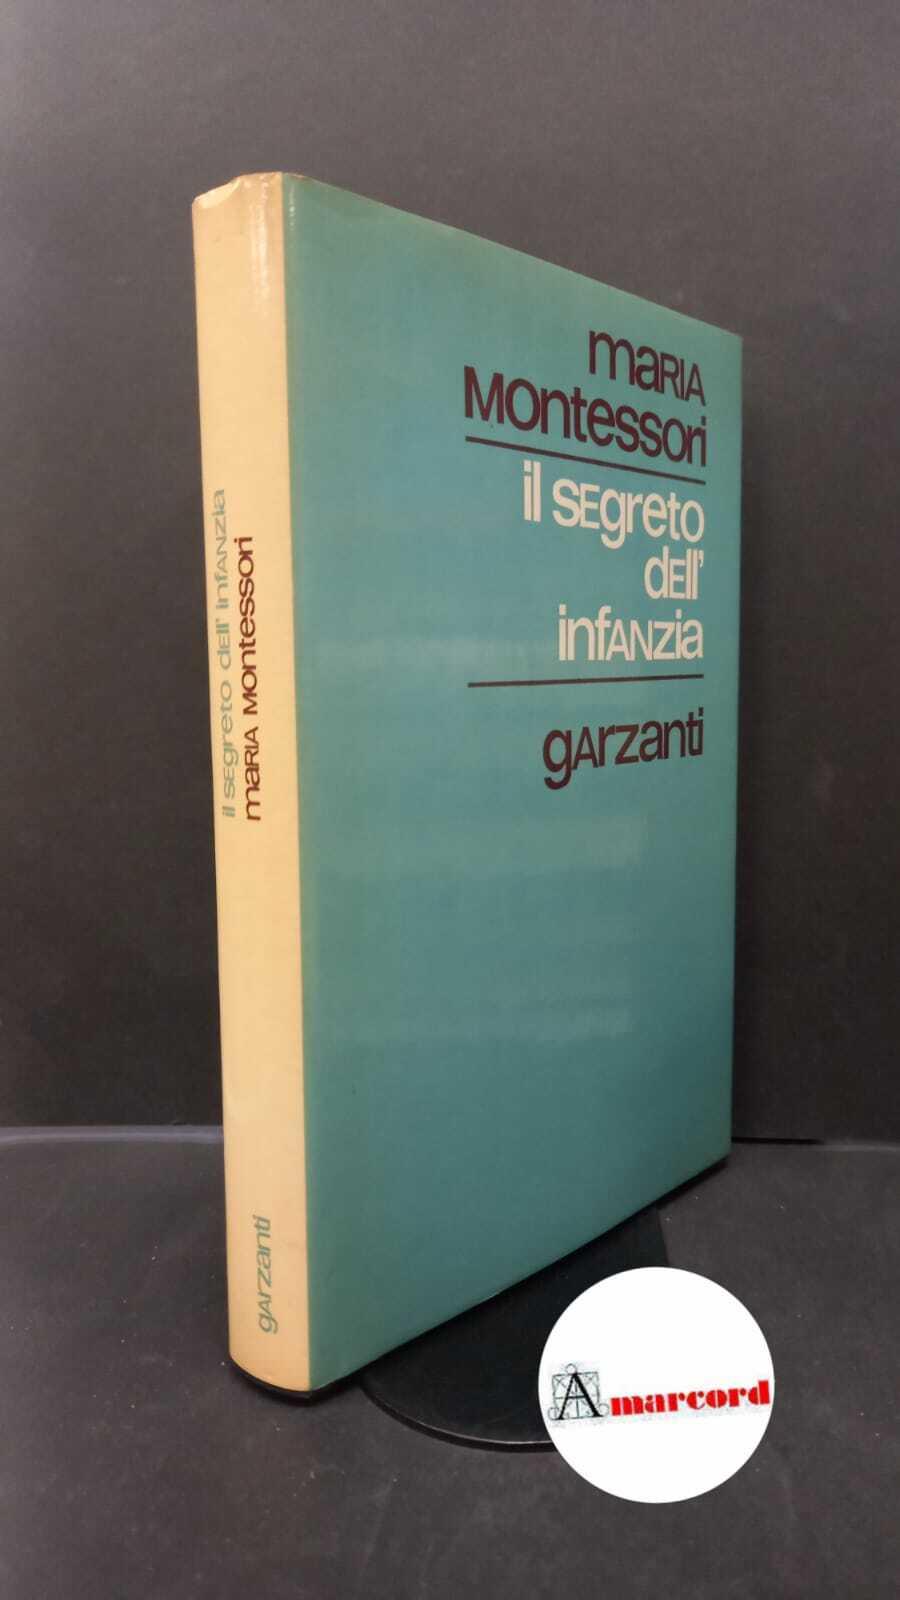 maRIA
MOntessori
il sEgreto
dEll'
infANzia
gArzanti
il sEgreto dEll' infANzia
maRIA MOntessori
gArzanti
Amarcord